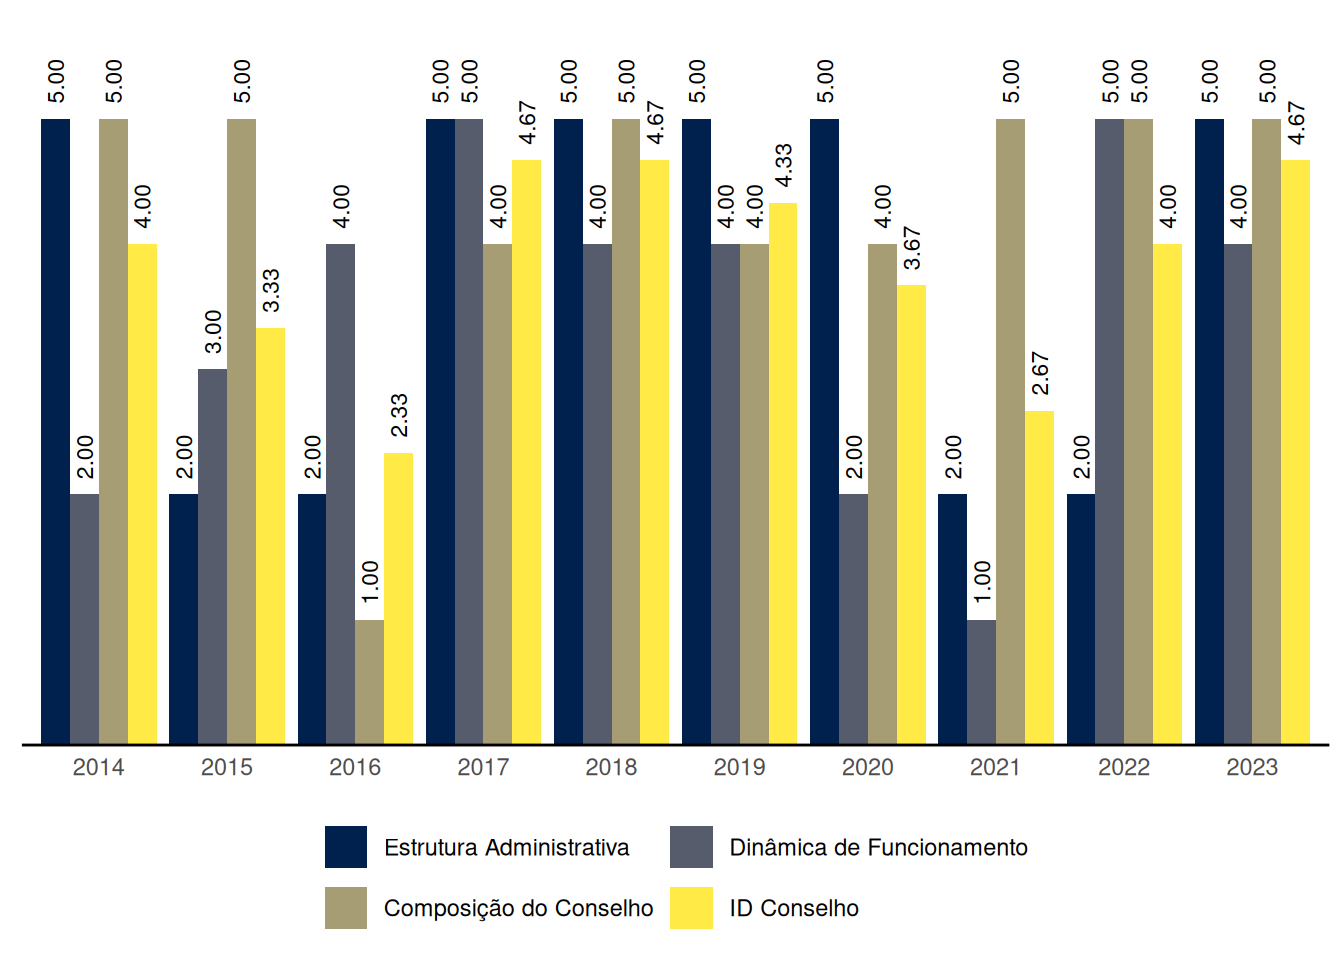 5.00 2.00 5.00 4.00 2.00 3.00 5.00 3.33 2.00 4.00 1.00 2.33 5.00 5.00 4.00 4.67 5.00 4.00 5.00 4.67 5.00 4.00 4.00 4.33 5.00 2.00 4.00 3.67 2.00 1.00 5.00 2.67 2.00 5.00 5.00 4.00 5.00 4.00 5.00 4.67
2014 2015 2016 2017 2018 2019 2020 2021 2022 2023
Estrutura Administrativa Dinâmica de Funcionamento
Composição do Conselho ID Conselho